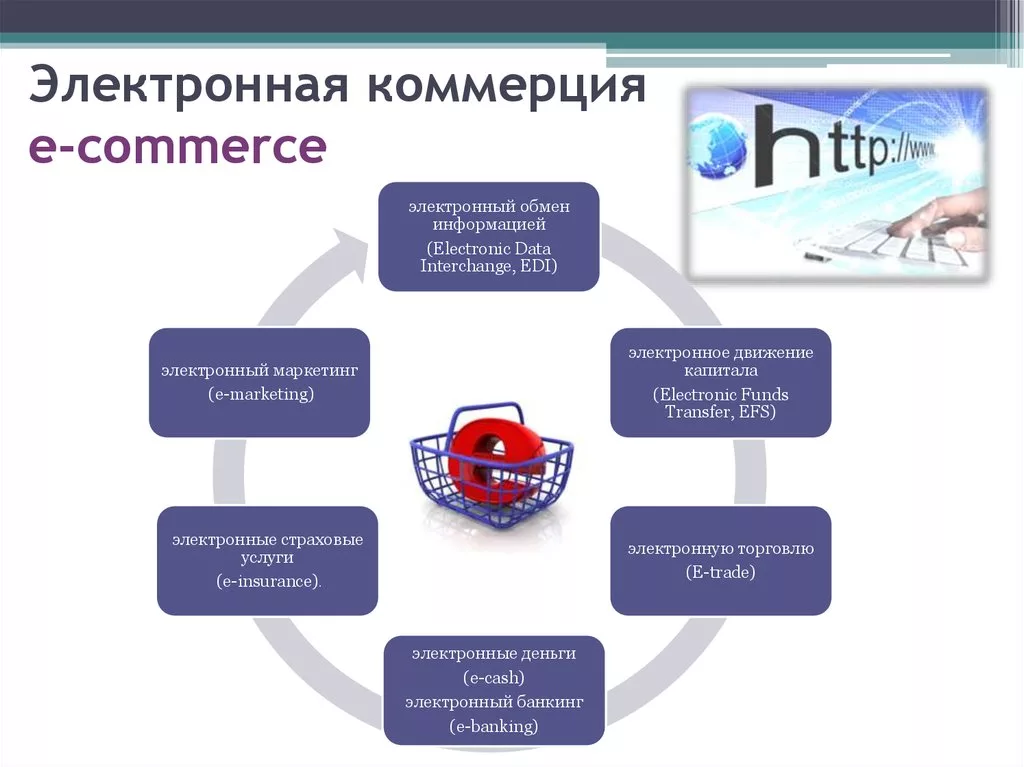 Электронная коммерция
e-commerce
http://www.
электронный обмен
информацией
(Electronic Data
Interchange, EDI)
электронное движение
капитала
(Electronic Funds
Transfer, EFS)
электронную торговлю
(E-trade)
электронные деньги
(e-cash)
электронный банкинг
(e-banking)
электронные страховые
услуги
(e-insurance).
электронный маркетинг
(e-marketing)
e